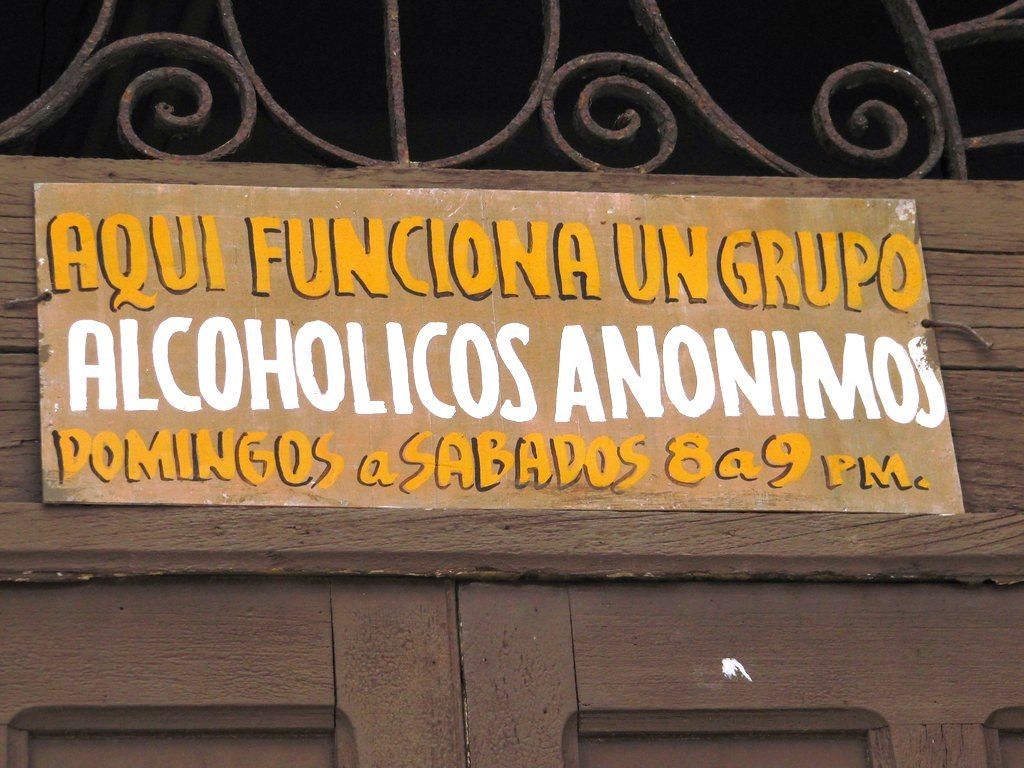 AQUI FUNCIONA UN GRUPO
ALCOHOLICOS ANONIMOS
DOMINGOS a SABADOS 8 a 9 PM.